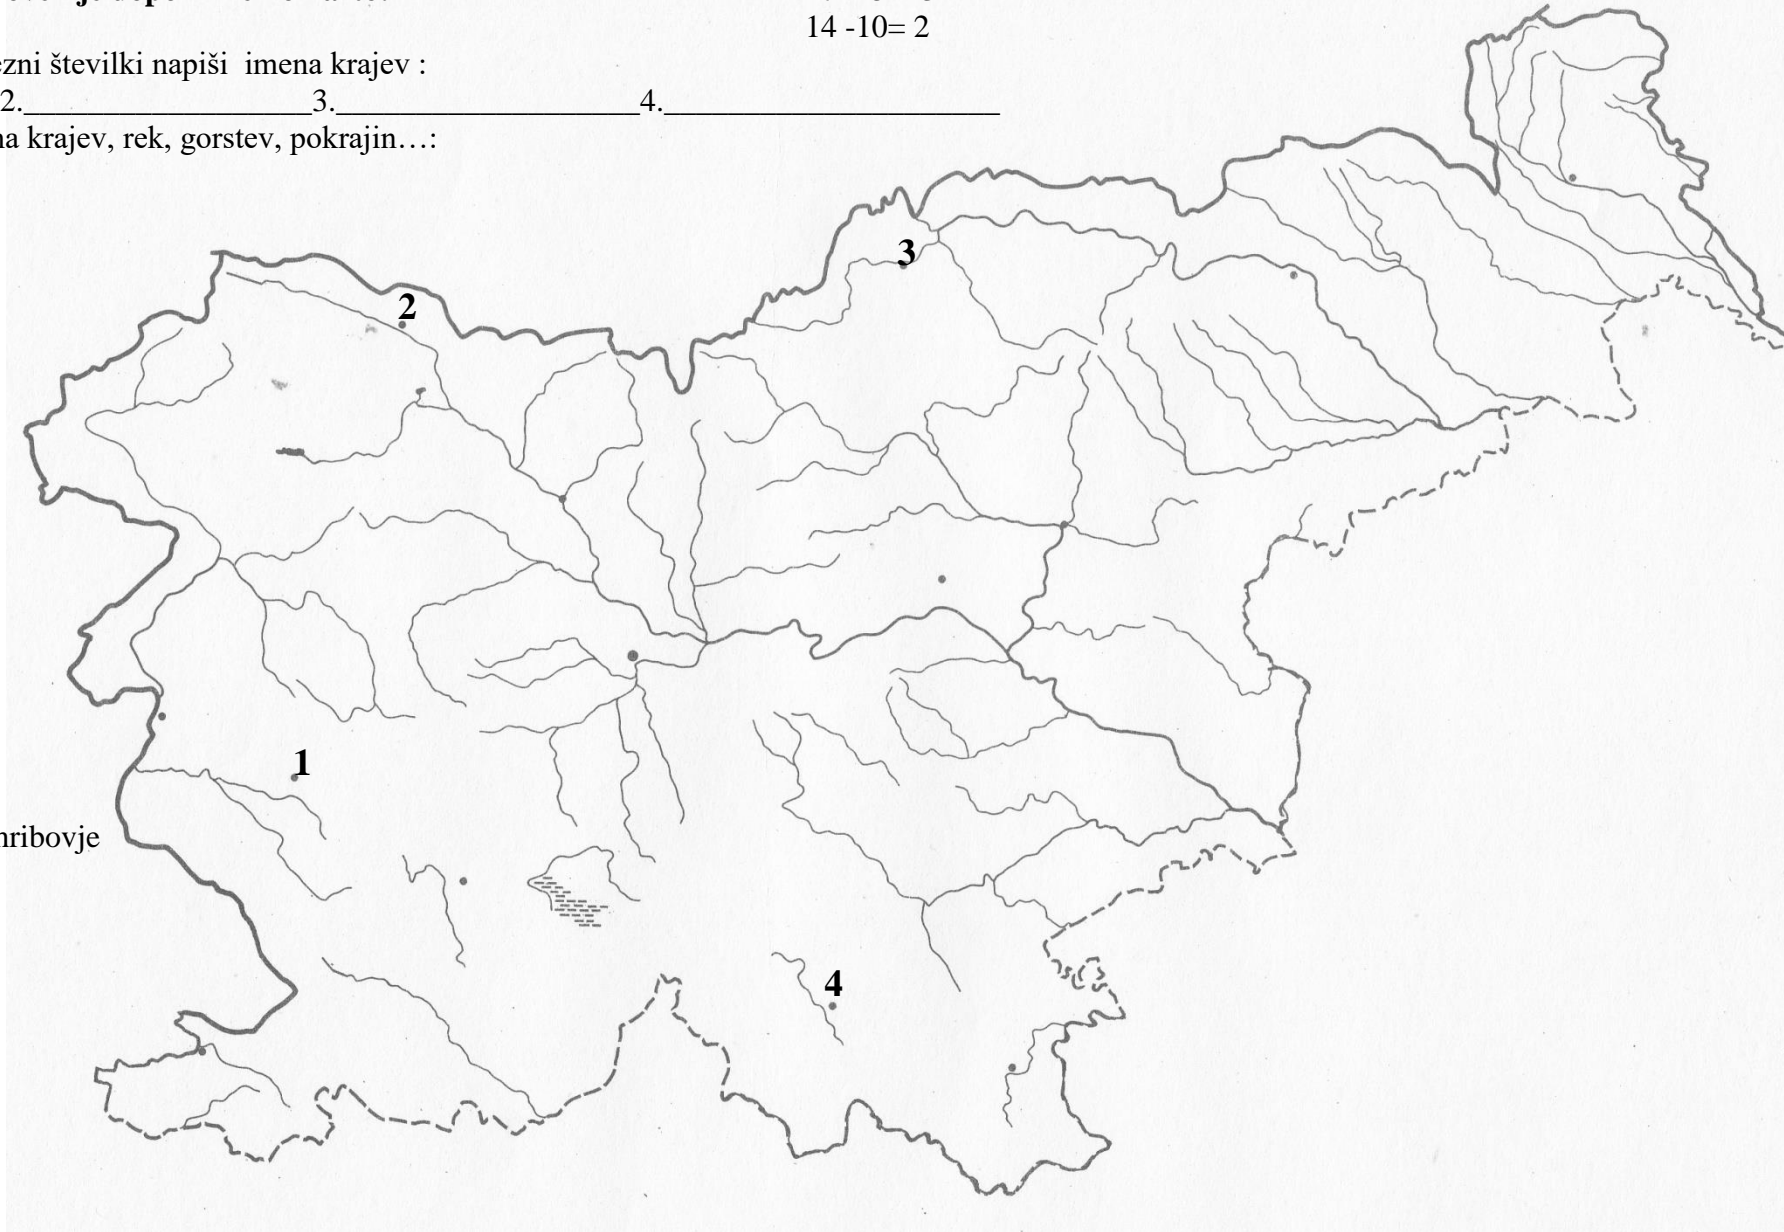 14 -10= 2
ezni številki napiši imena krajev :
2.__________________3.___________________4._____________________
na krajev, rek, gorstev, pokrajin…:
3
2
1
hribovje
4